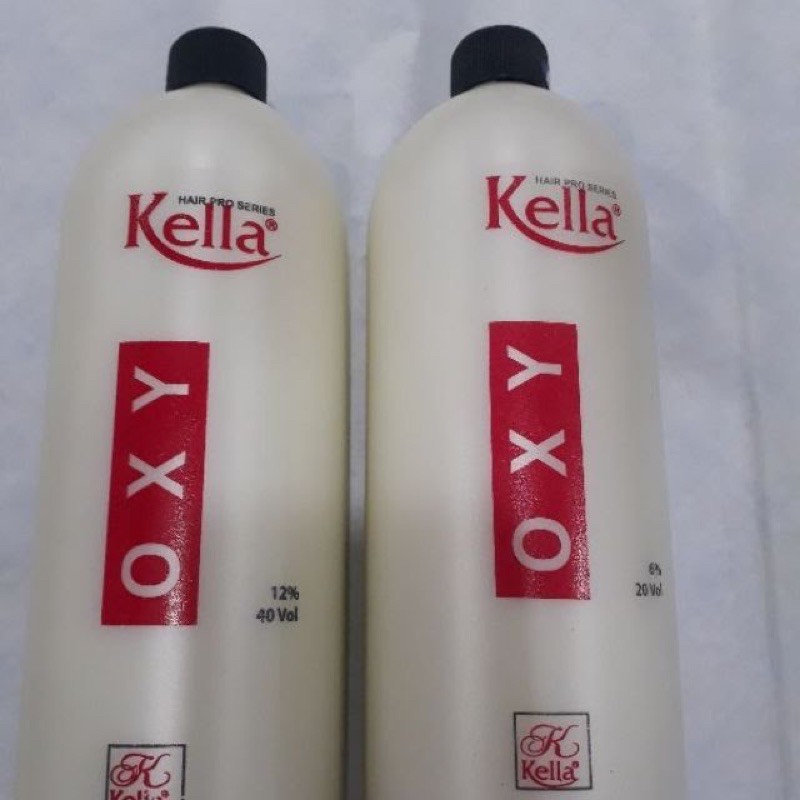 HAIR PRO SERIES
Kella®
OXY
12%
40 Vol
K
Kella®
HAIR PRO SERIES
Kella®
OXY
6%
20 Vol
K
Kella®